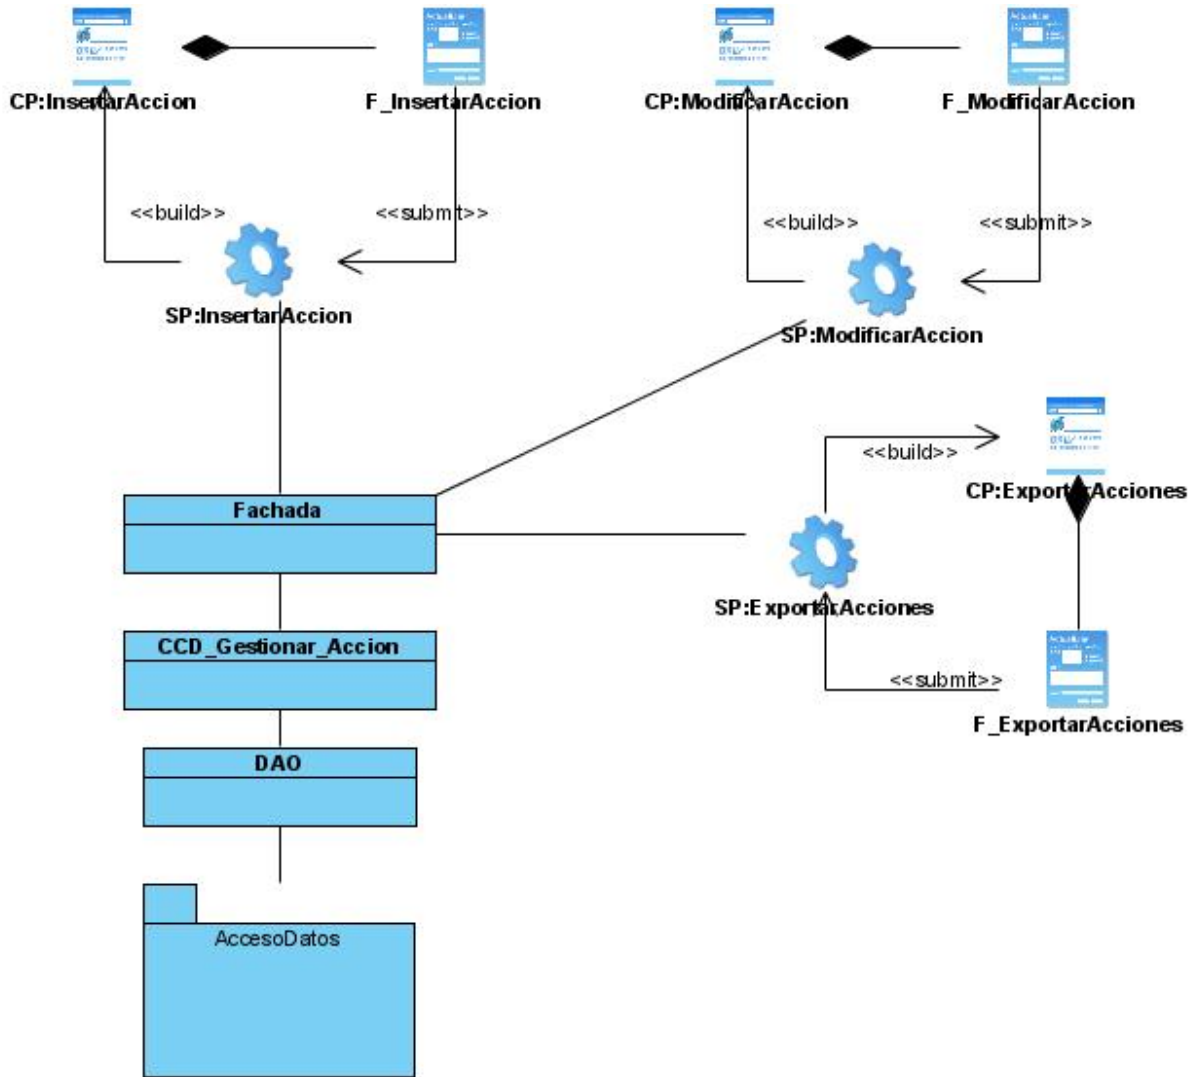 CP:InsertarAccion
F_InsertarAccion
CP:ModificarAccion
F_ModificarAccion
<<build>>
<<submit>>
<<build>>
<<submit>>
SP:InsertarAccion
SP:ModificarAccion
<<build>>
CP:ExportarAcciones
Fachada
SP:ExportarAcciones
CCD_Gestionar_Accion
<<submit>>
F_ExportarAcciones
DAO
AccesoDatos